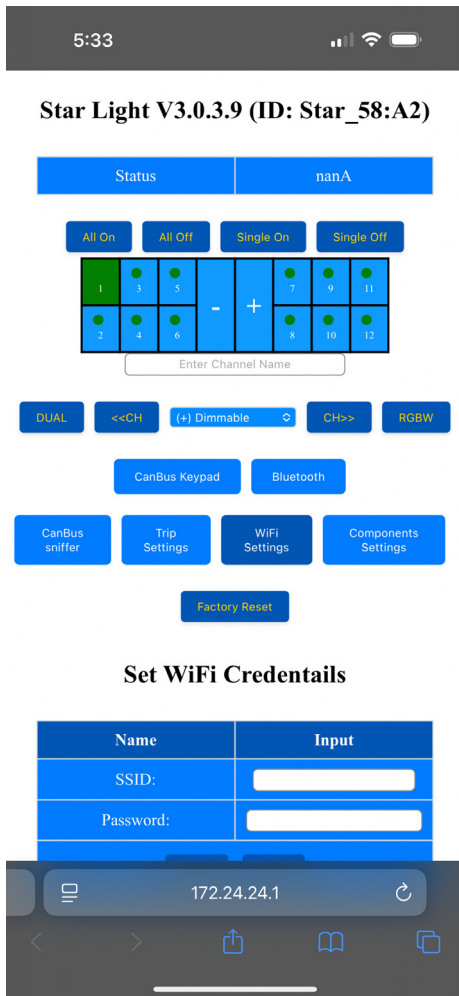 5:33
Star Light V3.0.3.9 (ID: Star_58:A2)
Status nanA
All On All Off Single On Single Off
1 3 5 - + 7 9 11
2 4 6 8 10 12
Enter Channel Name
DUAL <<CH (+) Dimmable CH>> RGBW
CanBus Keypad Bluetooth
CanBus sniffer Trip Settings WiFi Settings Components Settings
Factory Reset
Set WiFi Credentails
Name Input
SSID:
Password:
172.24.24.1